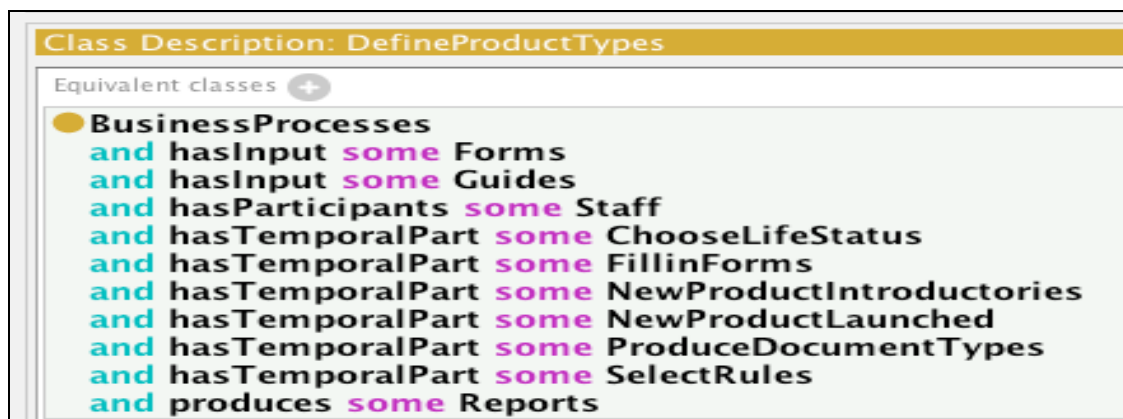 Class Description: DefineProductTypes
Equivalent classes
BusinessProcesses
and hasInput some Forms
and hasInput some Guides
and hasParticipants some Staff
and hasTemporalPart some ChooseLifeStatus
and hasTemporalPart some FillinForms
and hasTemporalPart some NewProductIntroductories
and hasTemporalPart some NewProductLaunched
and hasTemporalPart some ProduceDocumentTypes
and hasTemporalPart some SelectRules
and produces some Reports